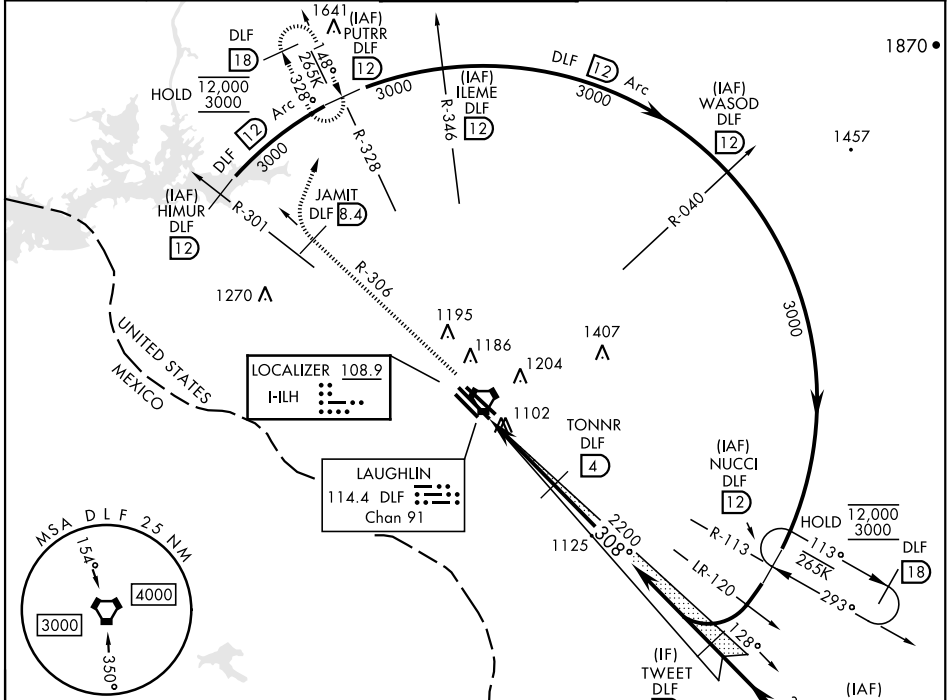 1641
(IAF)
PUTRR
DLF
12
DLF
18
HOLD
12,000
3000
148°
265K
328°
DLF 12 Arc
3000
R-328
3000
(IAF)
ILEME
DLF
12
R-346
DLF 12 Arc
3000
(IAF)
WASOD
DLF
12
1870
1457
R-040
(IAF)
HIMUR
DLF
12
R-301
JAMIT
DLF 8.4
R-306
1270
1195
1186
1204
1407
1102
3000
UNITED STATES
MEXICO
LOCALIZER 108.9
I-ILH
LAUGHLIN
114.4 DLF
Chan 91
TONNR
DLF
4
2200
308°
1125
(IAF)
NUCCI
DLF
12
R-113
LR-120
HOLD
12,000
3000
113°
265K
293°
DLF
18
128°
(IF)
TWEET
DLF
(IAF)
MSA DLF 25 NM
154°
4000
3000
350°